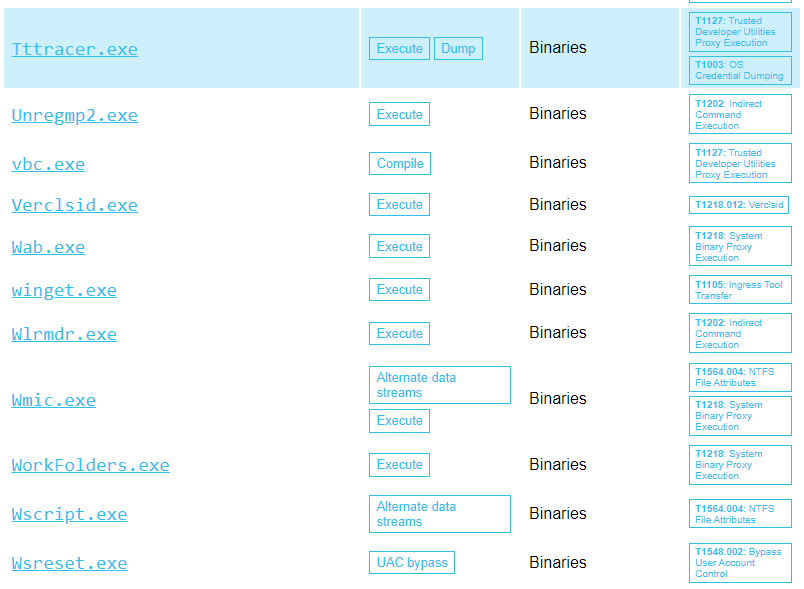 Tttracer.exe Execute Dump Binaries T1127: Trusted
Developer Utilities
Proxy Execution
T1003: OS
Credential Dumping
Unregmp2.exe Execute Binaries T1202: Indirect
Command
Execution
vbc.exe Compile Binaries T1127: Trusted
Developer Utilities
Proxy Execution
Verclsid.exe Execute Binaries T1218.012: Verclsid
Wab.exe Execute Binaries T1218: System
Binary Proxy
Execution
winget.exe Execute Binaries T1105: Ingress Tool
Transfer
Wlrmdr.exe Execute Binaries T1202: Indirect
Command
Execution
Wmic.exe Alternate data
streams
Execute Binaries T1564.004: NTFS
File Attributes
T1218: System
Binary Proxy
Execution
WorkFolders.exe Execute Binaries T1218: System
Binary Proxy
Execution
Wscript.exe Alternate data
streams Binaries T1564.004: NTFS
File Attributes
Wsreset.exe UAC bypass Binaries T1548.002: Bypass
User Account
Control